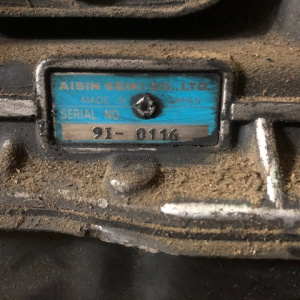 AISIN SEIKI CO., LTD.
MADE IN JAPAN
SERIAL NO.
9I- 0116